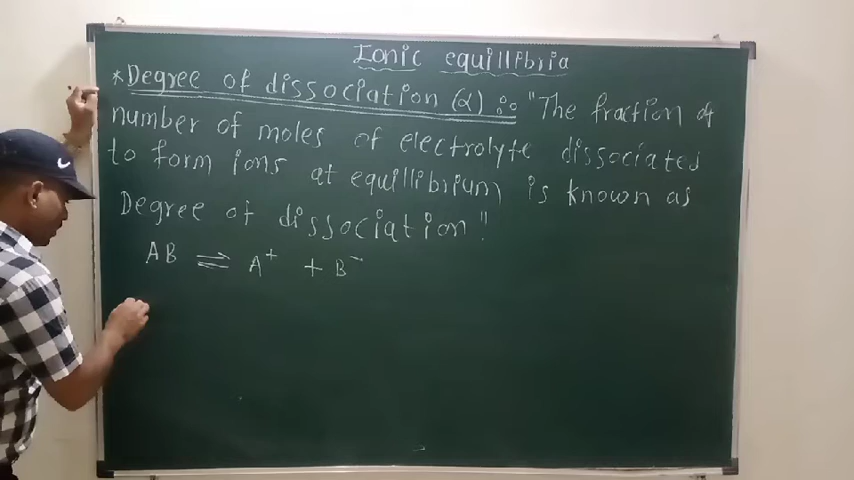 Ionic equillibria
*Degree of dissociation (α) :: "The fraction of
number of moles of electrolyte dissociated
to form ions at equillibrium is known as
Degree of dissociation"
AB ⇌ A⁺ + B⁻